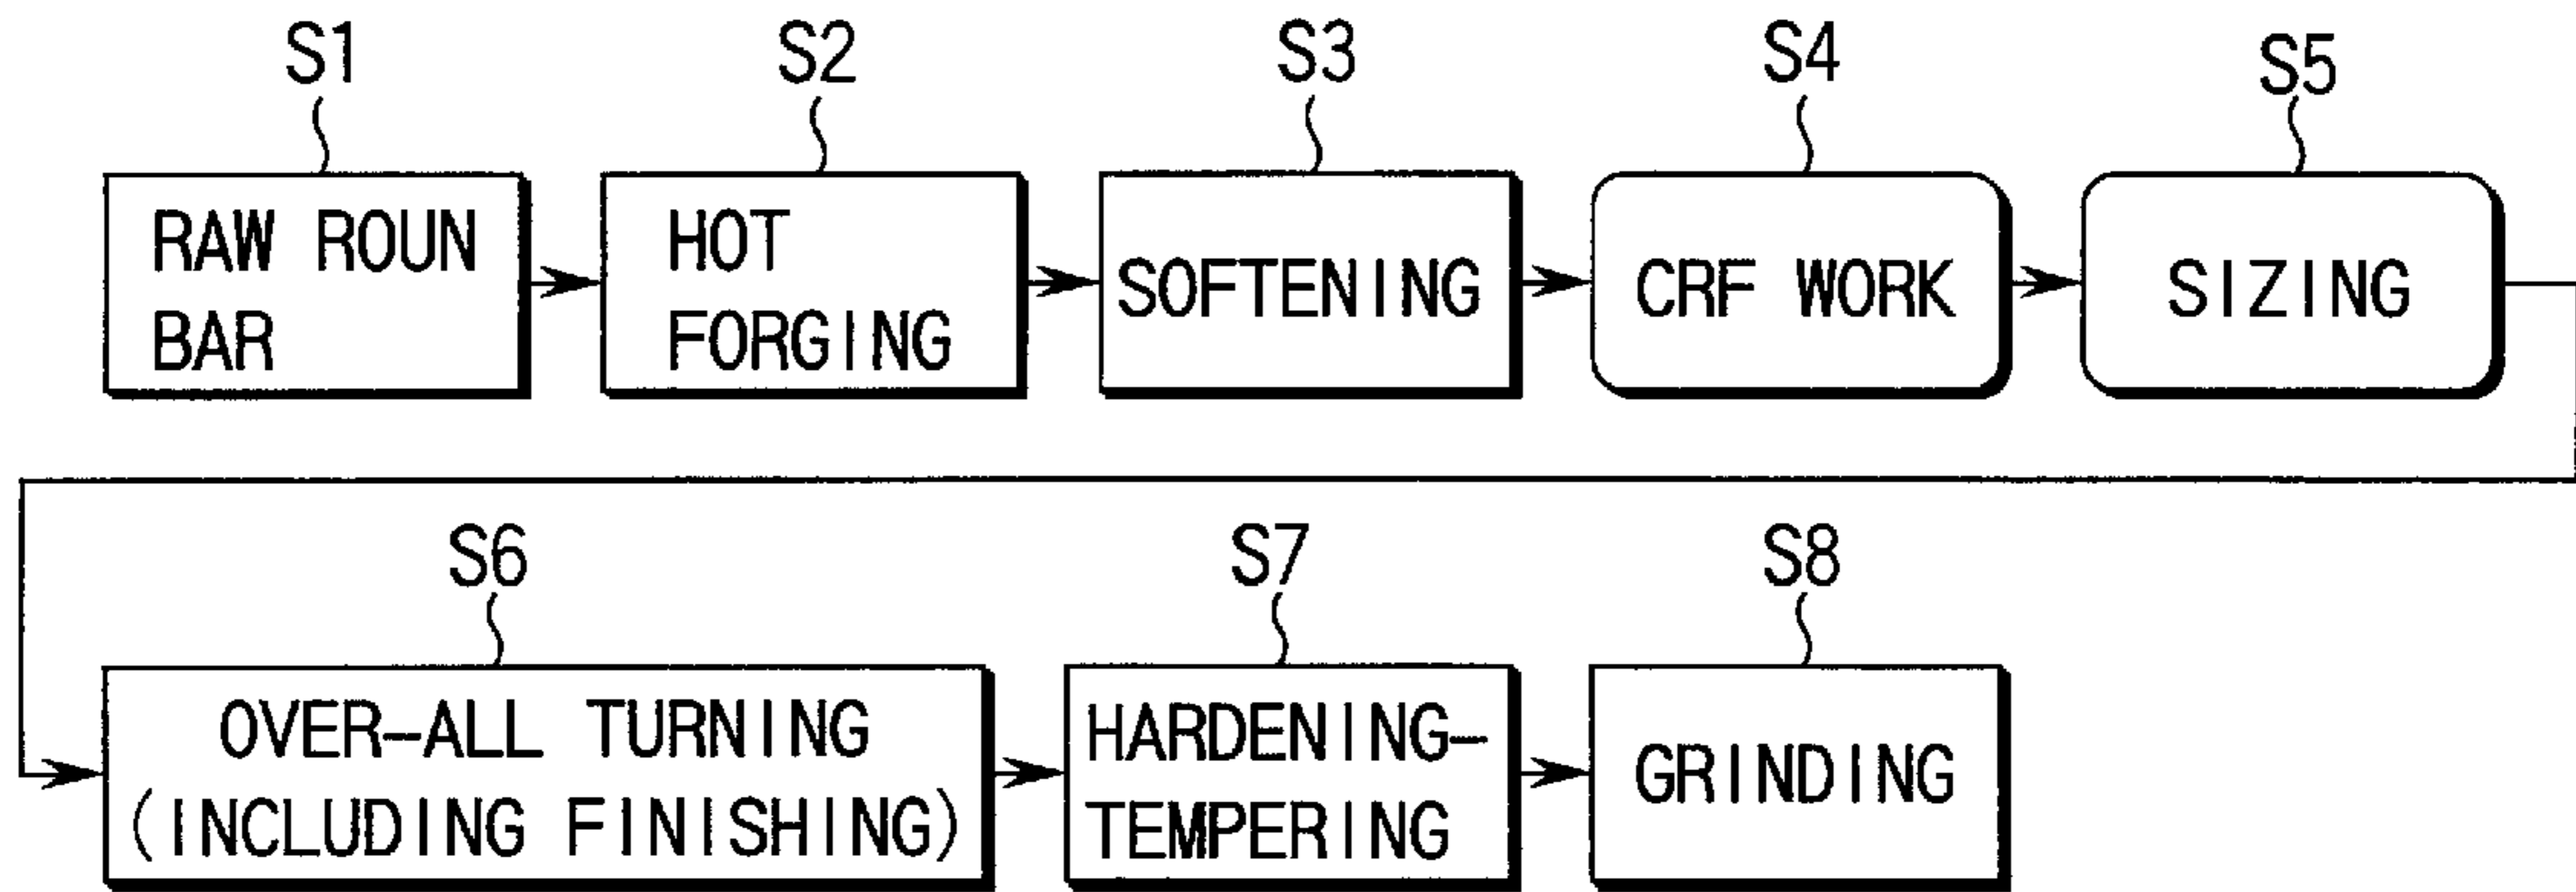 S1
S2
S3
S4
S5
RAW ROUN
BAR
HOT
FORGING
SOFTENING
CRF WORK
SIZING
S6
S7
S8
OVER-ALL TURNING
(INCLUDING FINISHING)
HARDENING-
TEMPERING
GRINDING